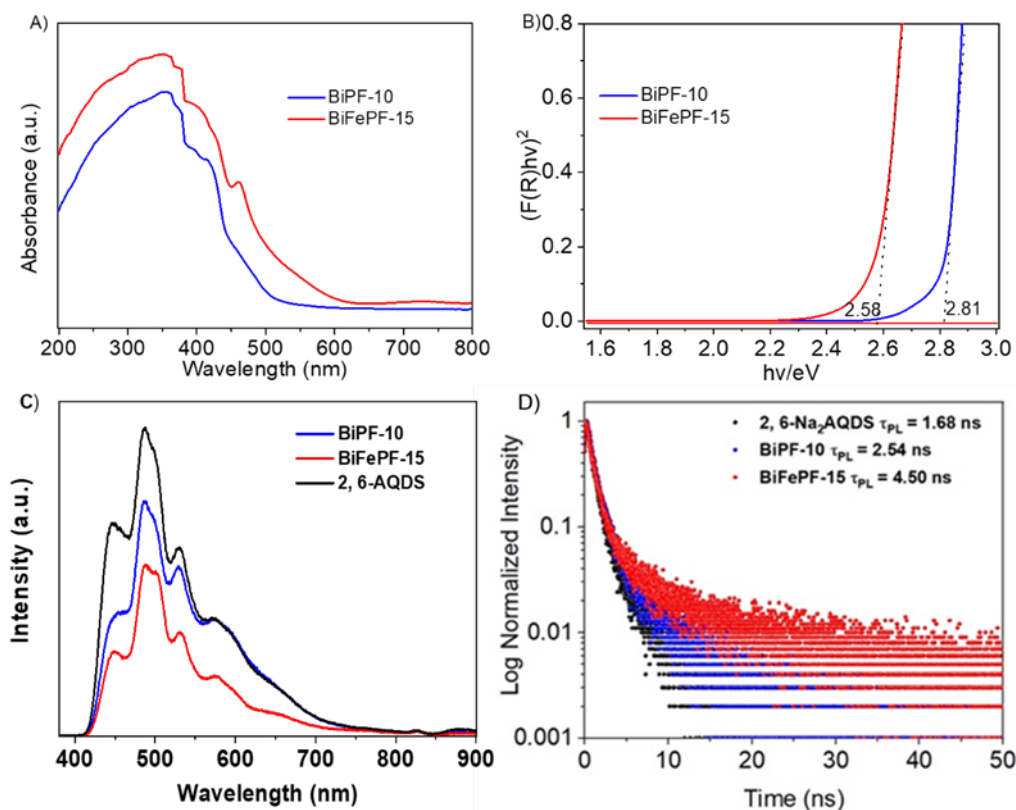 A)
BiPF-10
BiFePF-15
Absorbance (a.u.)
200 300 400 500 600 700 800
Wavelength (nm)
B)
0.8
0.6
0.4
0.2
0.0
BiPF-10
BiFePF-15
(F(R)hv)²
2.58
2.81
1.6 1.8 2.0 2.2 2.4 2.6 2.8 3.0
hv/eV
C)
BiPF-10
BiFePF-15
2, 6-AQDS
Intensity (a.u.)
400 500 600 700 800 900
Wavelength (nm)
D)
1
0.1
0.01
0.001
2, 6-Na₂AQDS τPL = 1.68 ns
BiPF-10 τPL = 2.54 ns
BiFePF-15 τPL = 4.50 ns
Log Normalized Intensity
0 10 20 30 40 50
Time (ns)